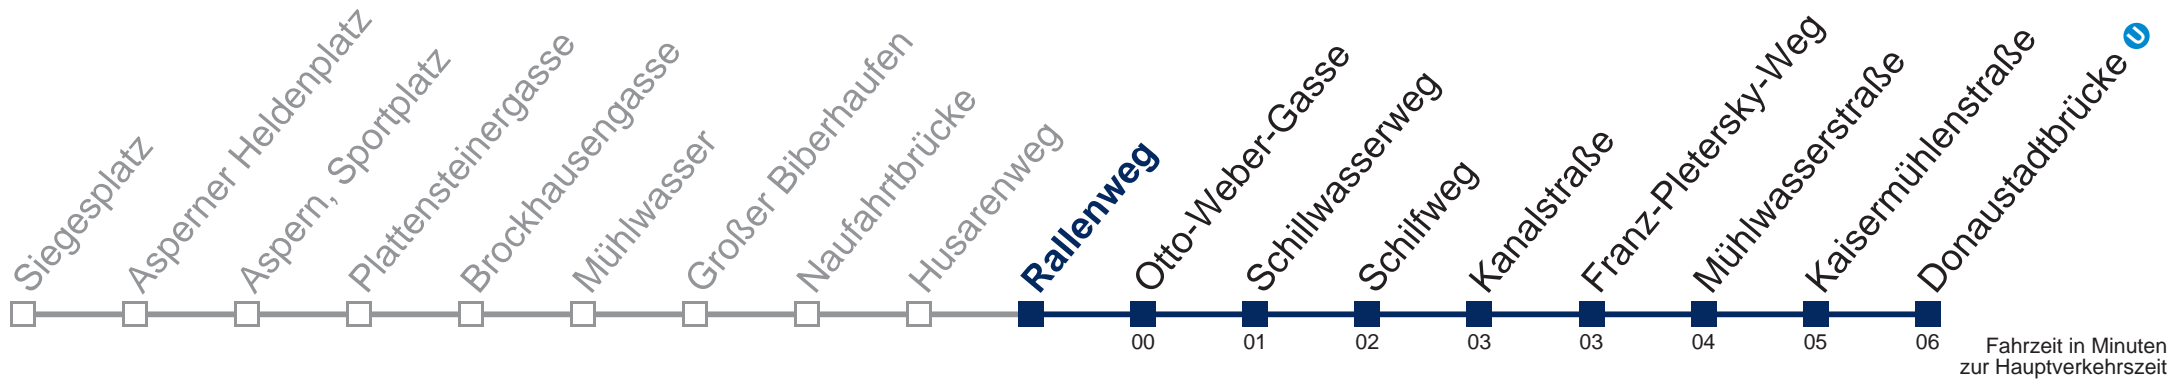 Siegesplatz
Asperner Heldenplatz
Aspern, Sportplatz
Plattensteinergasse
Brockhausengasse
Mühlwasser
Großer Biberhaufen
Naufahrtbrücke
Husarenweg
Rallenweg
Otto-Weber-Gasse
Schillwasserweg
Schilfweg
Kanalstraße
Franz-Pletersky-Weg
Mühlwasserstraße
Kaisermühlenstraße
Donaustadtbrücke U
00 01 02 03 03 04 05 06
Fahrzeit in Minuten
zur Hauptverkehrszeit